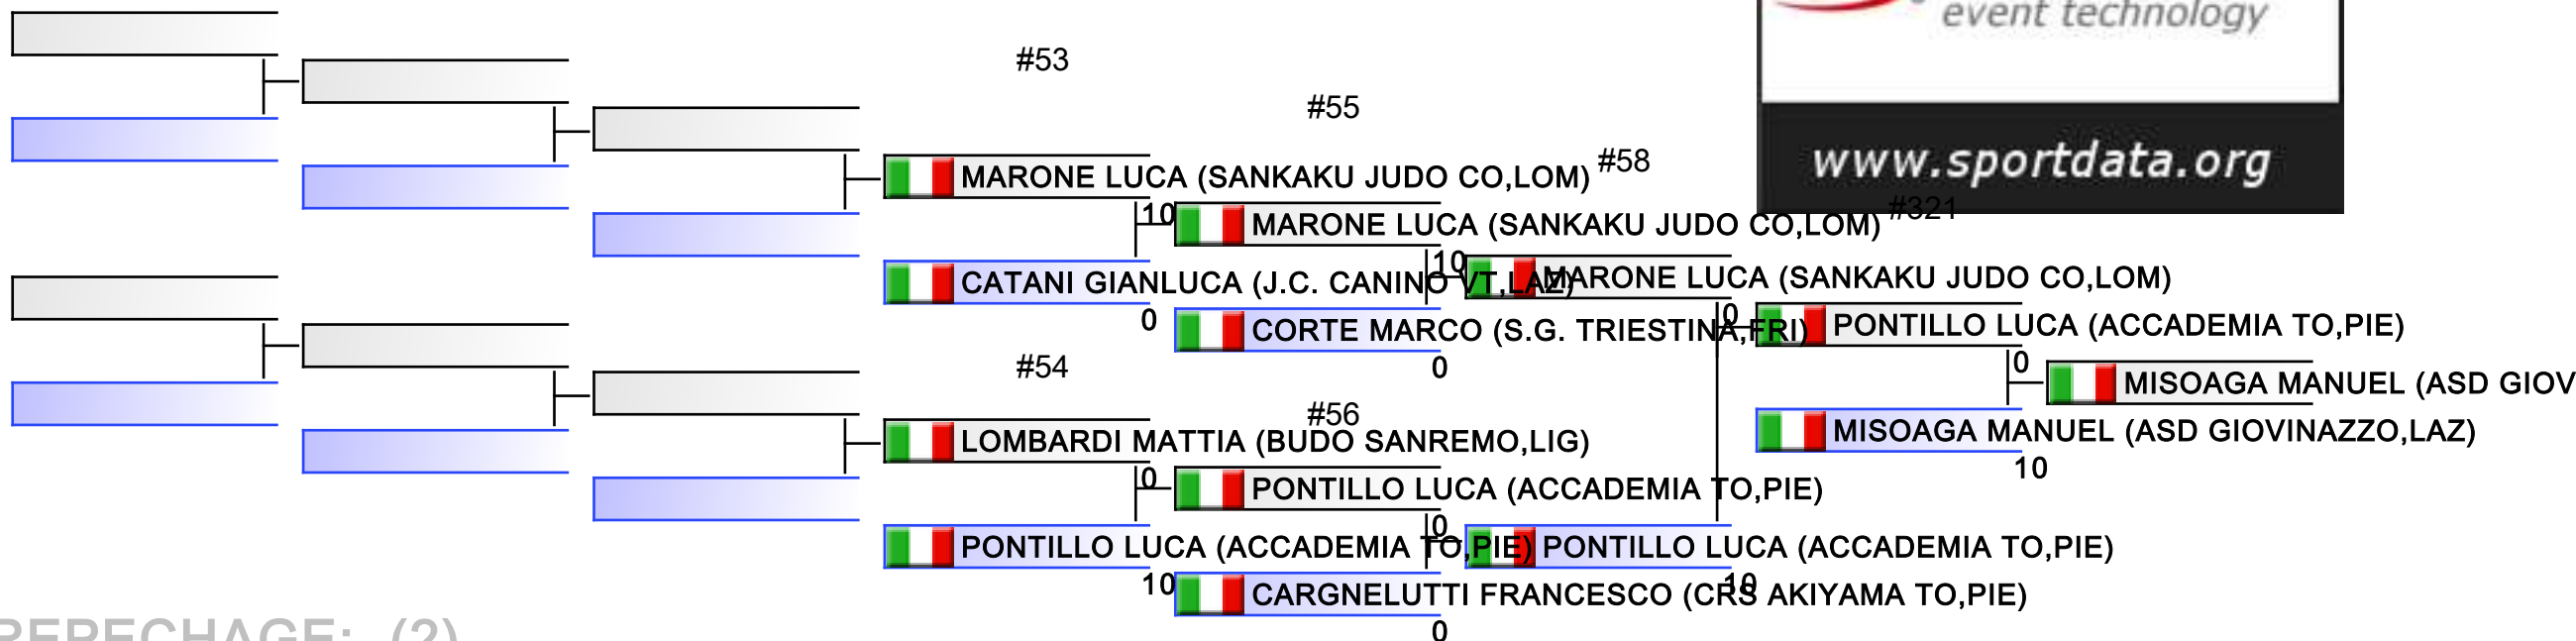 event technology
#53
#55
#58
www.sportdata.org
MARONE LUCA (SANKAKU JUDO CO,LOM)
#321
10
MARONE LUCA (SANKAKU JUDO CO,LOM)
10
CATANI GIANLUCA (J.C. CANINO VT,LAZ)
MARONE LUCA (SANKAKU JUDO CO,LOM)
0
0
CORTE MARCO (S.G. TRIESTINA,FRI)
PONTILLO LUCA (ACCADEMIA TO,PIE)
0
#54
0
MISOAGA MANUEL (ASD GIOV
#56
LOMBARDI MATTIA (BUDO SANREMO,LIG)
MISOAGA MANUEL (ASD GIOVINAZZO,LAZ)
10
0
PONTILLO LUCA (ACCADEMIA TO,PIE)
0
PONTILLO LUCA (ACCADEMIA TO,PIE)
PONTILLO LUCA (ACCADEMIA TO,PIE)
10
10
CARGNELUTTI FRANCESCO (CRS AKIYAMA TO,PIE)
0
REPECHAGE: (2)